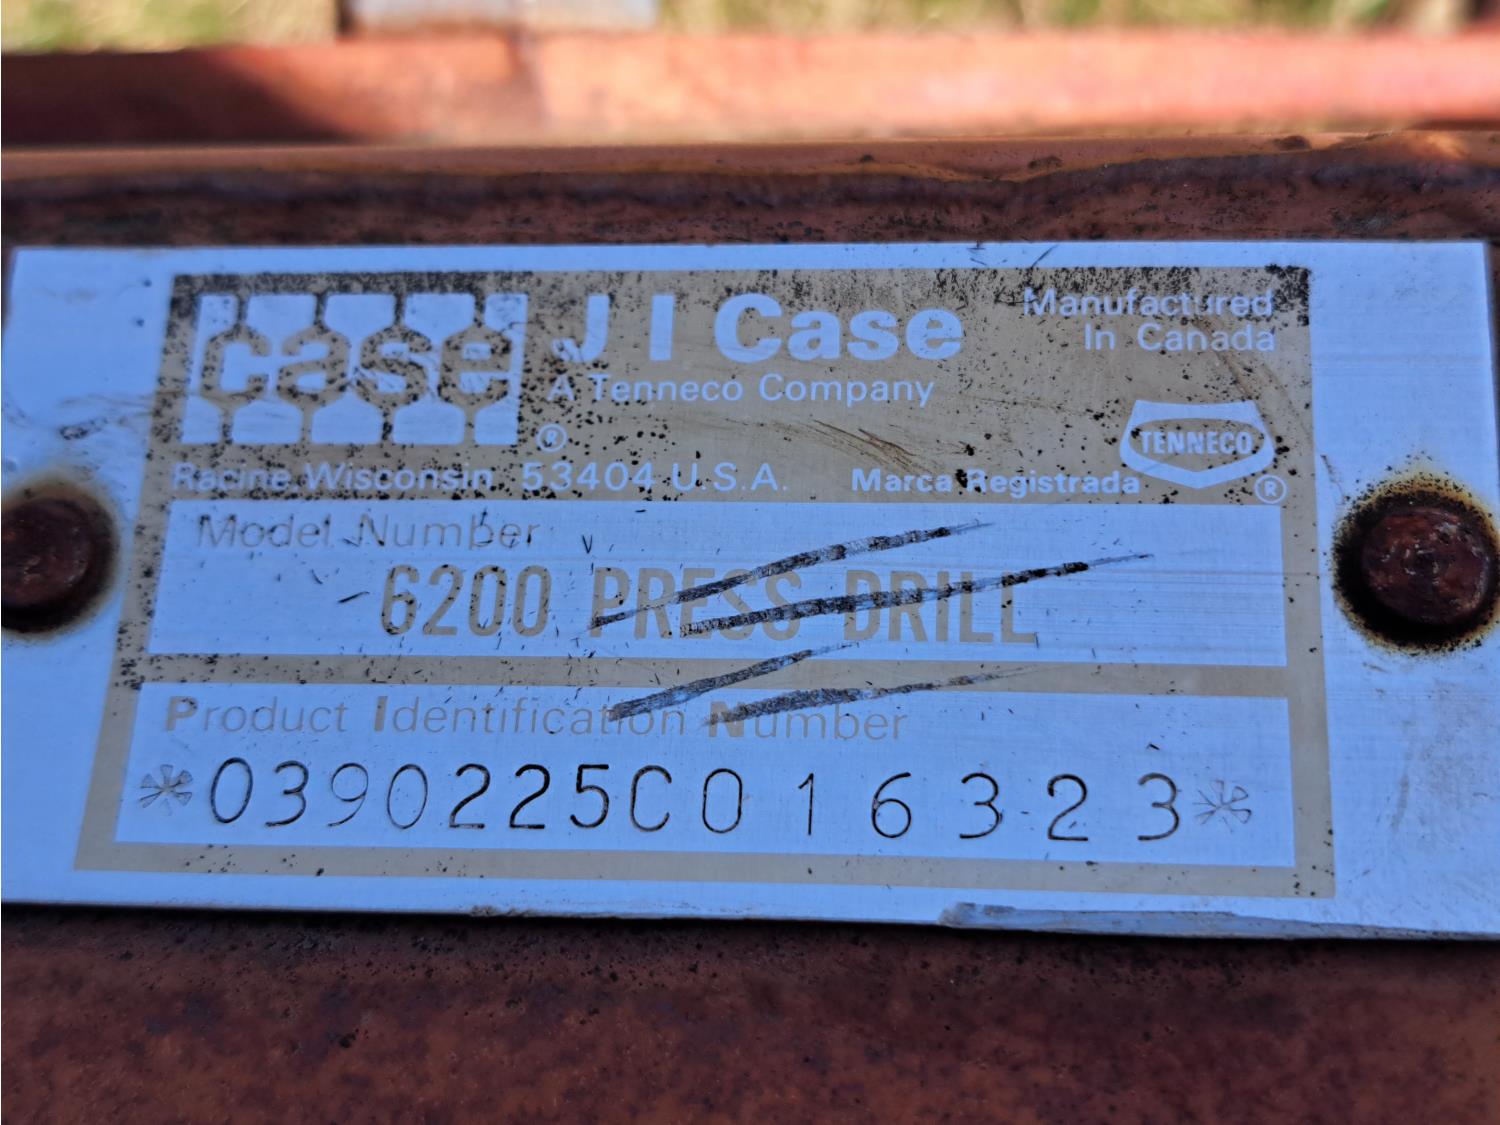 case
J I Case
Manufactured
In Canada
A Tenneco Company
®
TENNECO
Racine Wisconsin 53404 U.S.A.
Marca Registrada
®
Model Number
6200 PRESS DRILL
Product Identification Number
*0390225C016323*